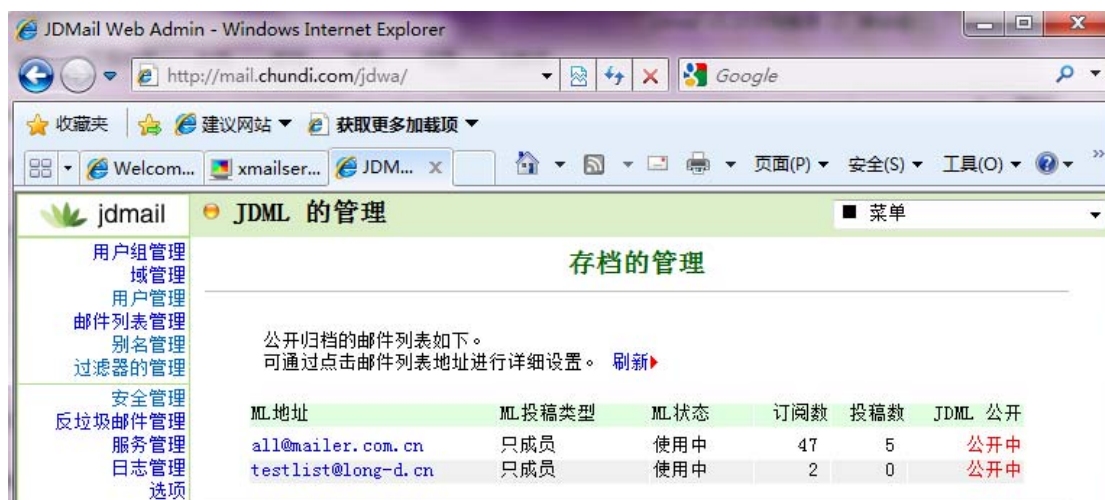 JDMail Web Admin - Windows Internet Explorer
http://mail.chundi.com/jdwa/ Google
收藏夹 建议网站 获取更多加载项
Welcom... xmailser... JDM... X 页面(P) 安全(S) 工具(O) »
jdmail JDML 的管理 菜单
用户组管理
域管理
用户管理
邮件列表管理
别名管理
过滤器的管理
安全管理
反垃圾邮件管理
服务管理
日志管理
选项
存档的管理
公开归档的邮件列表如下。
可通过点击邮件列表地址进行详细设置。 刷新
ML地址 ML投稿类型 ML状态 订阅数 投稿数 JDML 公开
all@mailer.com.cn 只成员 使用中 47 5 公开中
testlist@long-d.cn 只成员 使用中 2 0 公开中